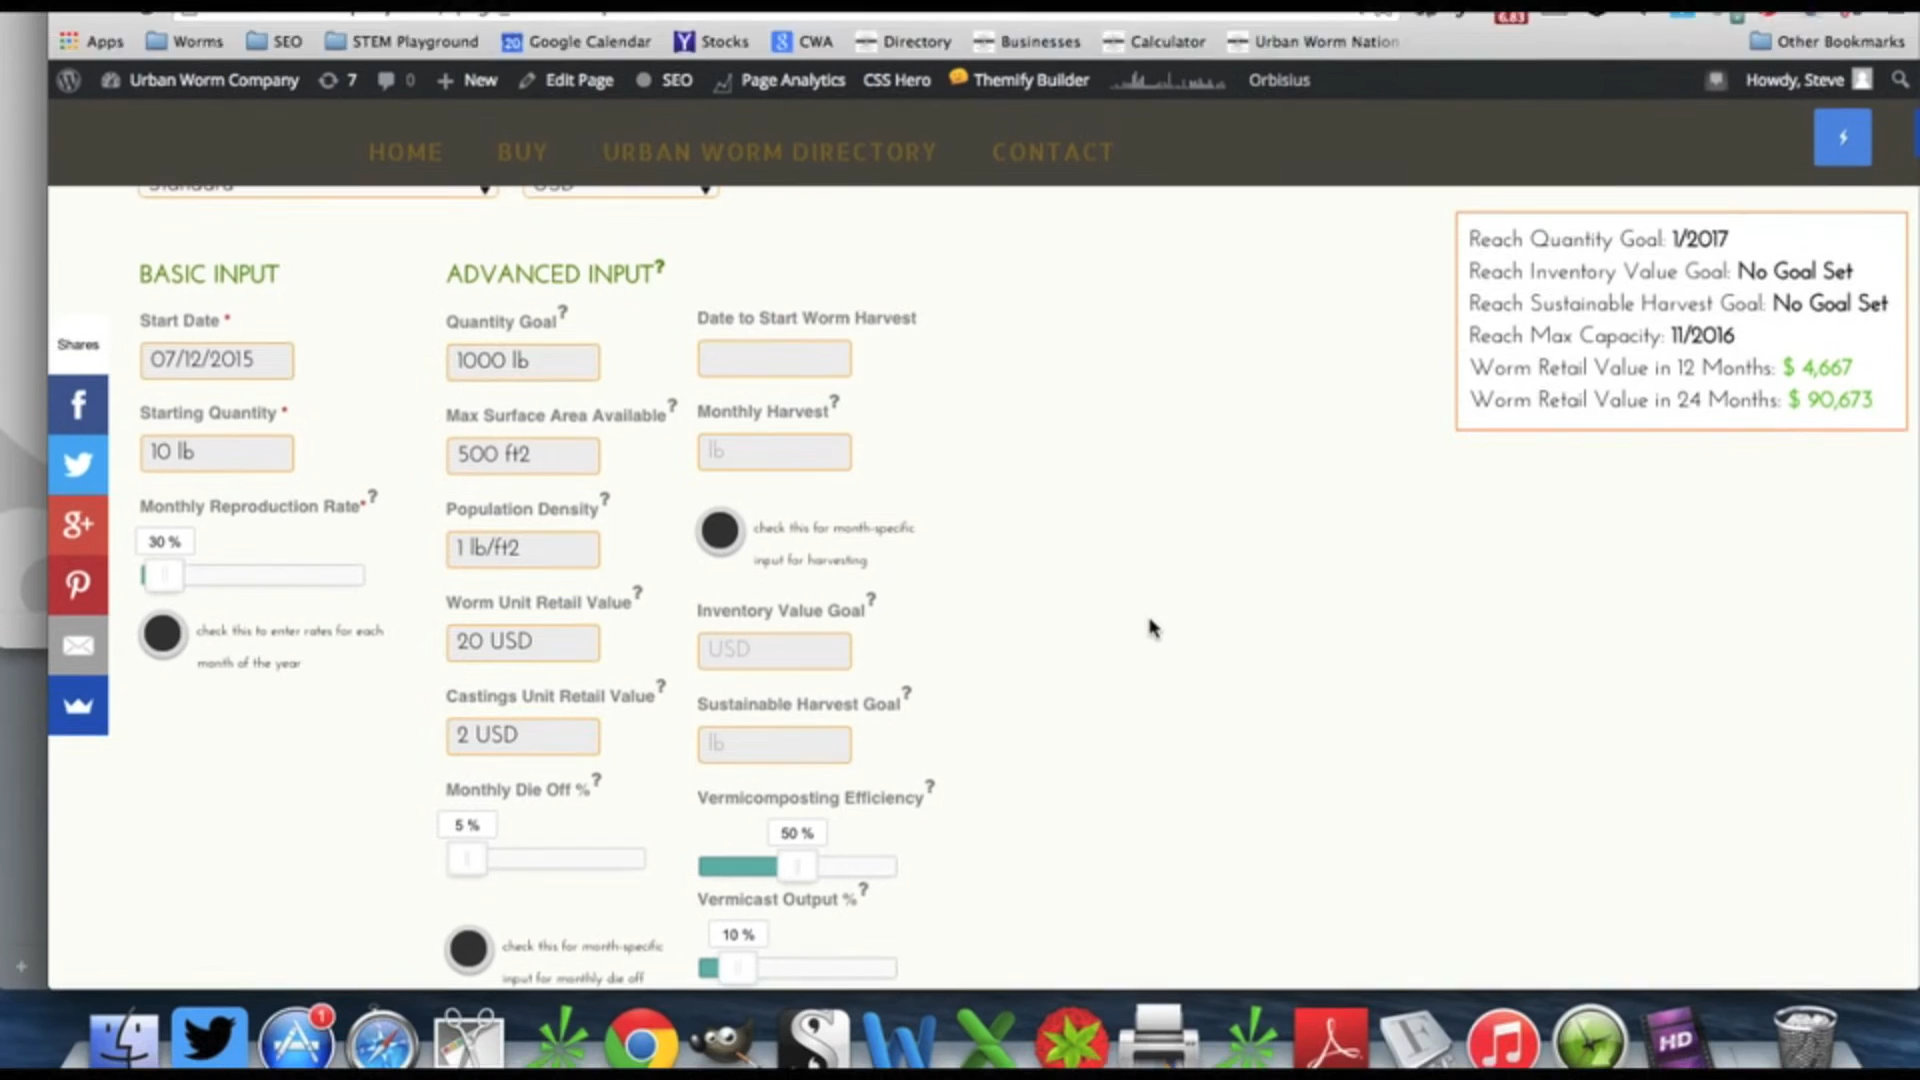 6.83
Apps Worms SEO STEM Playground 20 Google Calendar Stocks 8 CWA Directory Businesses Calculator Urban Worm Nation Other Bookmarks
Urban Worm Company 7 0 + New Edit Page SEO Page Analytics CSS Hero Themify Builder Orbisius Howdy, Steve
HOME BUY URBAN WORM DIRECTORY CONTACT
Standard USD
Reach Quantity Goal: 1/2017
Reach Inventory Value Goal: No Goal Set
Reach Sustainable Harvest Goal: No Goal Set
Reach Max Capacity: 11/2016
Worm Retail Value in 12 Months: $ 4,667
Worm Retail Value in 24 Months: $ 90,673
Shares
BASIC INPUT
Start Date *
07/12/2015
Starting Quantity *
10 lb
Monthly Reproduction Rate* ?
30 %
check this to enter rates for each
month of the year
ADVANCED INPUT?
Quantity Goal ?
1000 lb
Max Surface Area Available ?
500 ft2
Population Density ?
1 lb/ft2
Worm Unit Retail Value ?
20 USD
Castings Unit Retail Value ?
2 USD
Monthly Die Off % ?
5 %
check this for month-specific
input for monthly die off
Date to Start Worm Harvest
Monthly Harvest ?
lb
check this for month-specific
input for harvesting
Inventory Value Goal ?
USD
Sustainable Harvest Goal ?
lb
Vermicomposting Efficiency ?
50 %
Vermicast Output % ?
10 %
1
HD